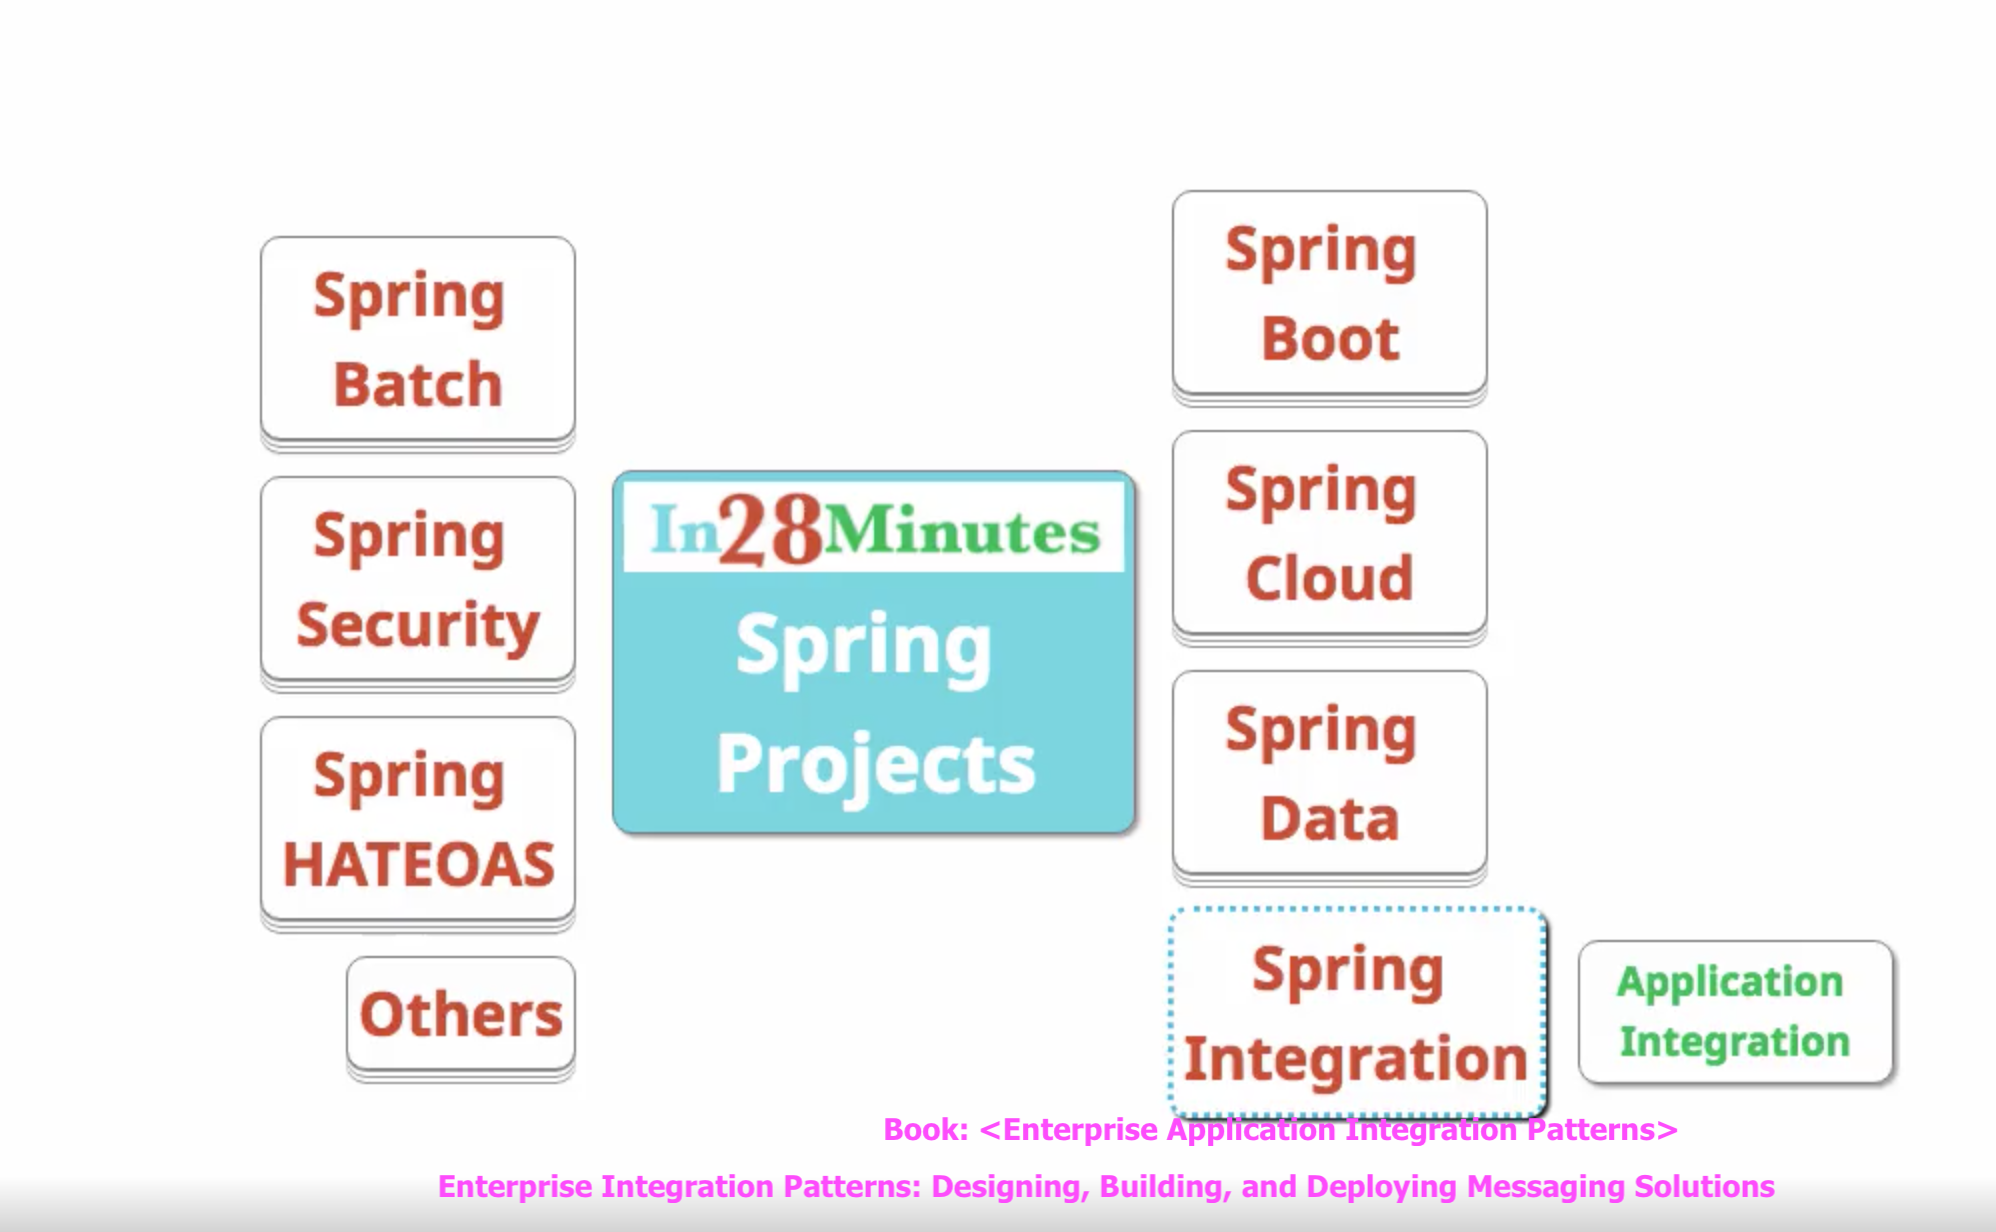 Spring
Batch
Spring
Security
Spring
HATEOAS
Others
In28Minutes
Spring
Projects
Spring
Boot
Spring
Cloud
Spring
Data
Spring
Integration
Application
Integration
Book: <Enterprise Application Integration Patterns>
Enterprise Integration Patterns: Designing, Building, and Deploying Messaging Solutions